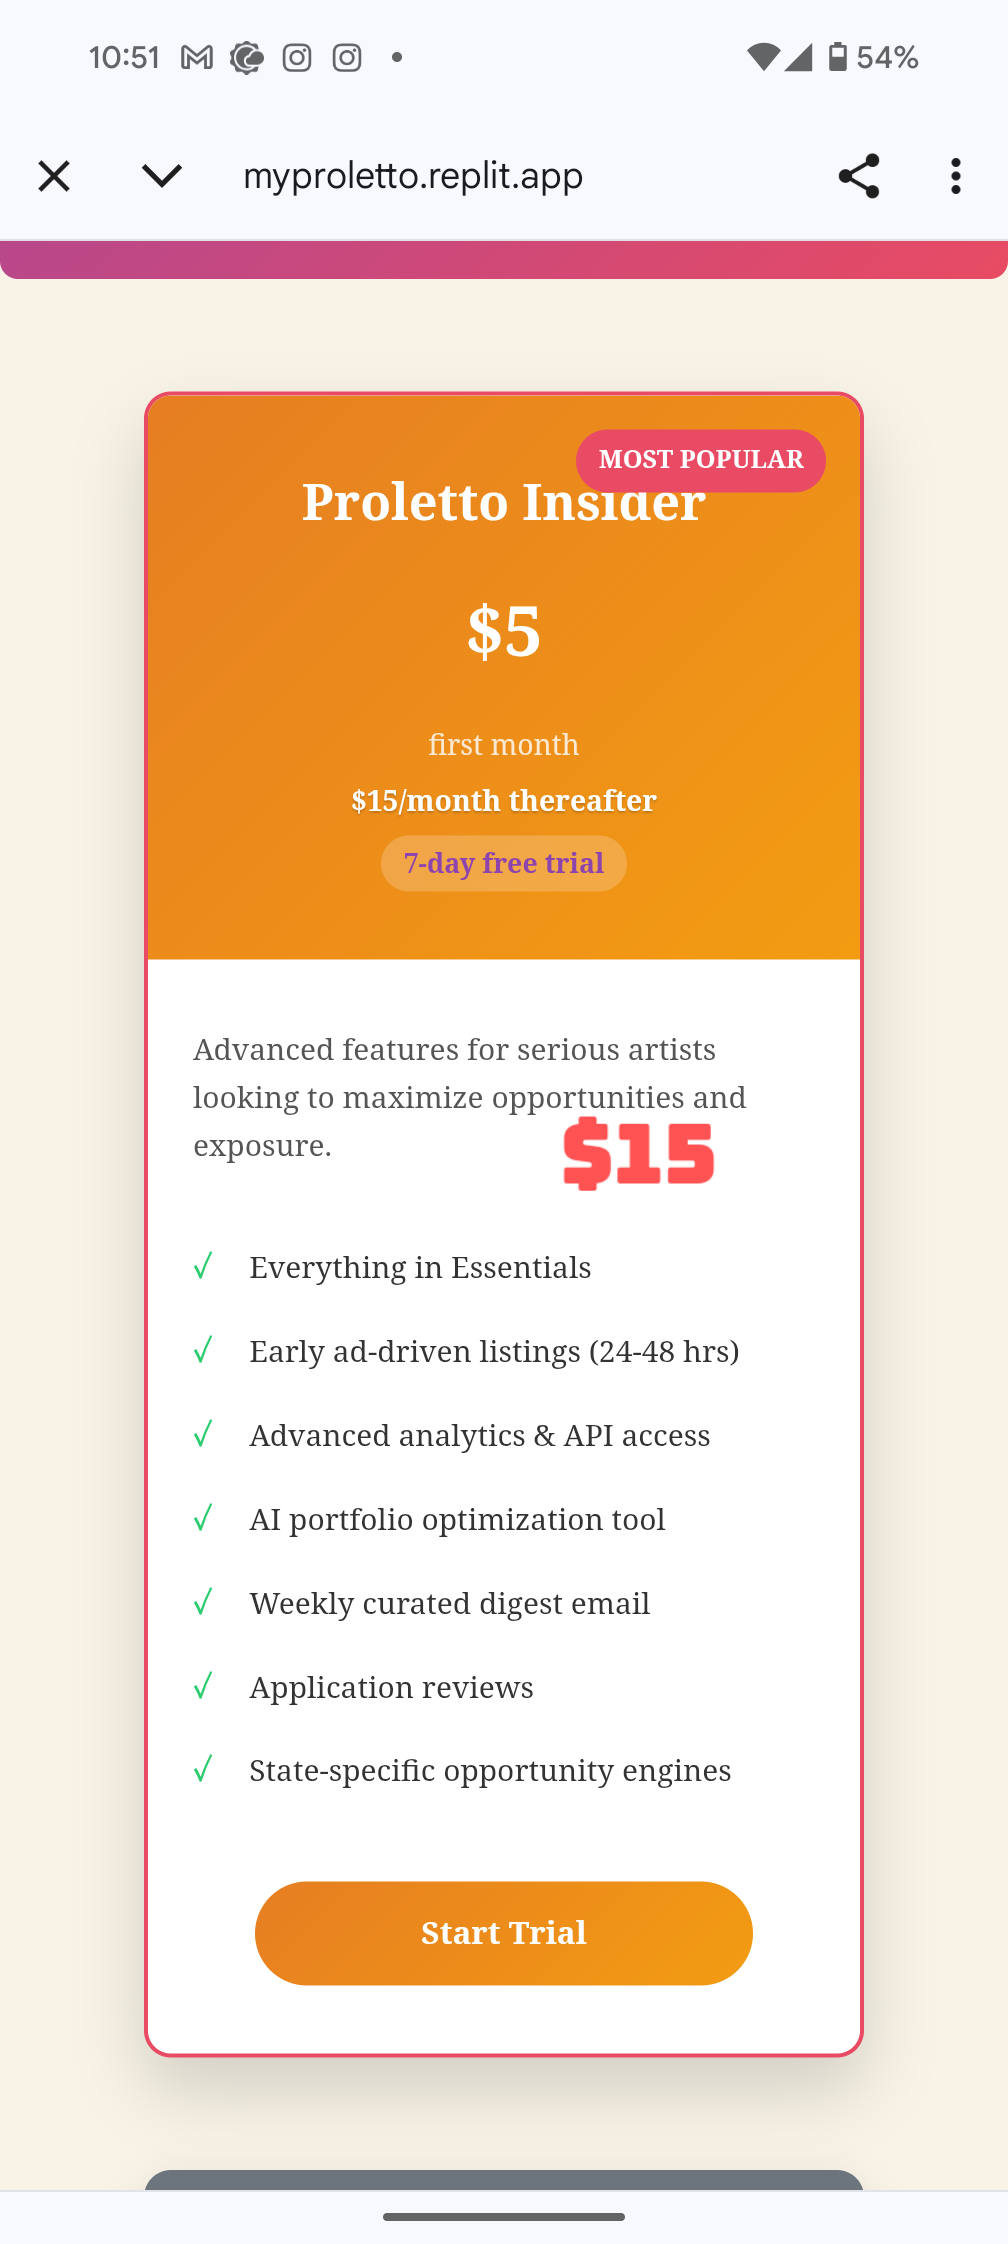 10:51
54%
myproletto.replit.app
MOST POPULAR
Proletto Insider
$5
first month
$15/month thereafter
7-day free trial
Advanced features for serious artists
looking to maximize opportunities and
exposure.
$15
✓ Everything in Essentials
✓ Early ad-driven listings (24-48 hrs)
✓ Advanced analytics & API access
✓ AI portfolio optimization tool
✓ Weekly curated digest email
✓ Application reviews
✓ State-specific opportunity engines
Start Trial